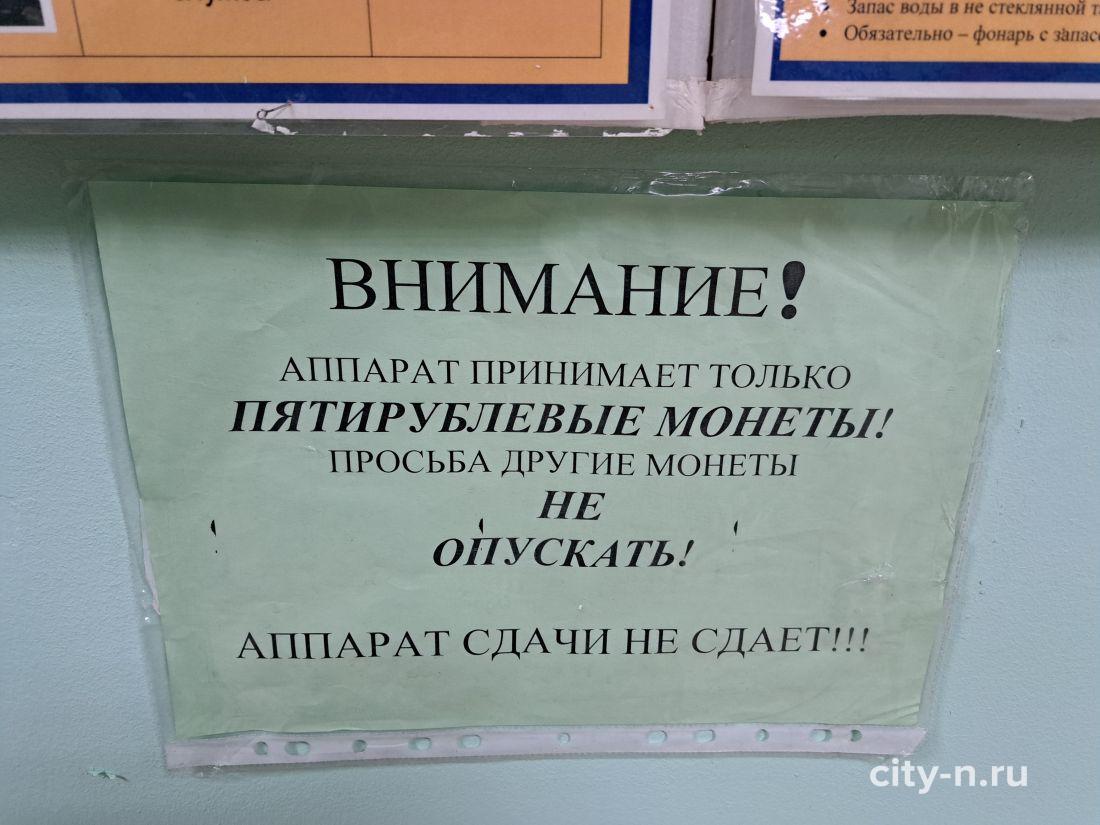 Запас воды в не стеклянной
Обязательно – фонарь с запас
ВНИМАНИЕ!
АППАРАТ ПРИНИМАЕТ ТОЛЬКО
ПЯТИРУБЛЕВЫЕ МОНЕТЫ!
ПРОСЬБА ДРУГИЕ МОНЕТЫ
НЕ
ОПУСКАТЬ!
АППАРАТ СДАЧИ НЕ СДАЕТ!!!
city-n.ru